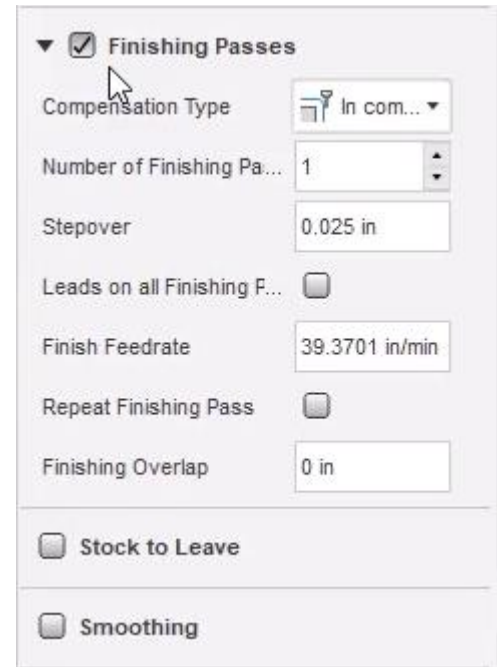 Finishing Passes
Compensation Type In com...
Number of Finishing Pa... 1
Stepover 0.025 in
Leads on all Finishing P...
Finish Feedrate 39.3701 in/min
Repeat Finishing Pass
Finishing Overlap 0 in
Stock to Leave
Smoothing